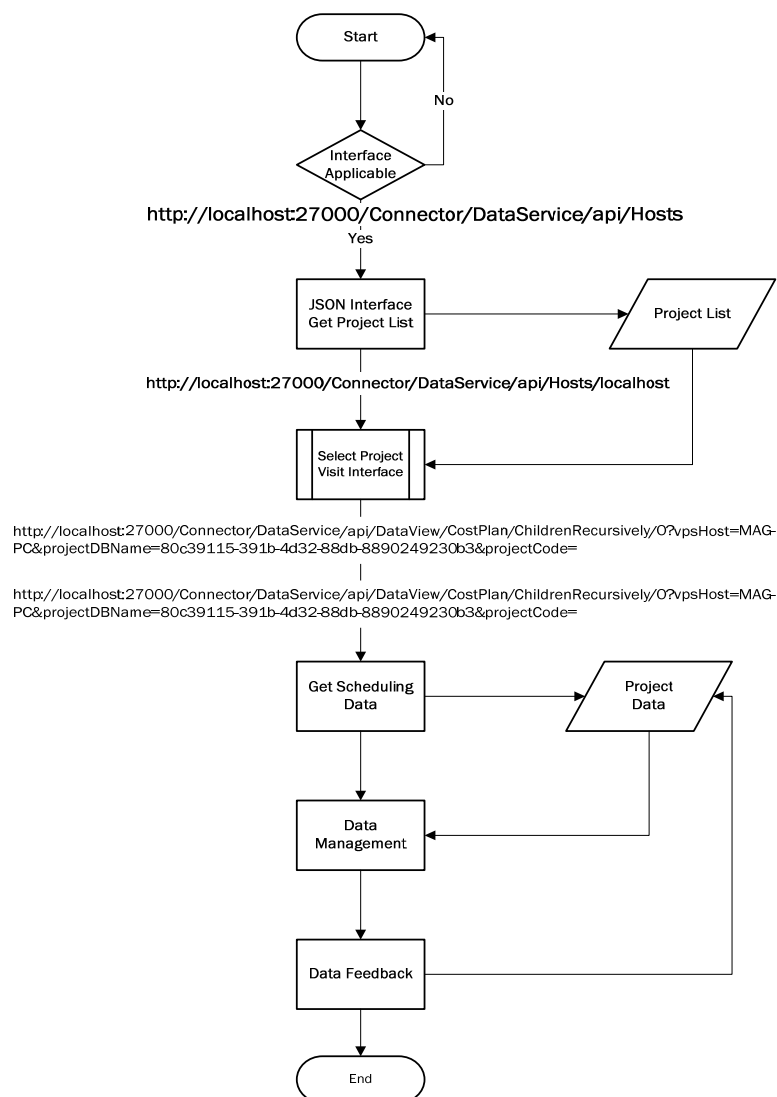 Start
No
Interface
Applicable
http://localhost:27000/Connector/DataService/api/Hosts
Yes
JSON Interface
Get Project List
Project List
http://localhost:27000/Connector/DataService/api/Hosts/localhost
Select Project
Visit Interface
http://localhost:27000/Connector/DataService/api/DataView/CostPlan/ChildrenRecursively/0?vpsHost=MAG-
PC&projectDBName=80c39115-391b-4d32-88db-8890249230b3&projectCode=
http://localhost:27000/Connector/DataService/api/DataView/CostPlan/ChildrenRecursively/0?vpsHost=MAG-
PC&projectDBName=80c39115-391b-4d32-88db-8890249230b3&projectCode=
Get Scheduling
Data
Project
Data
Data
Management
Data Feedback
End